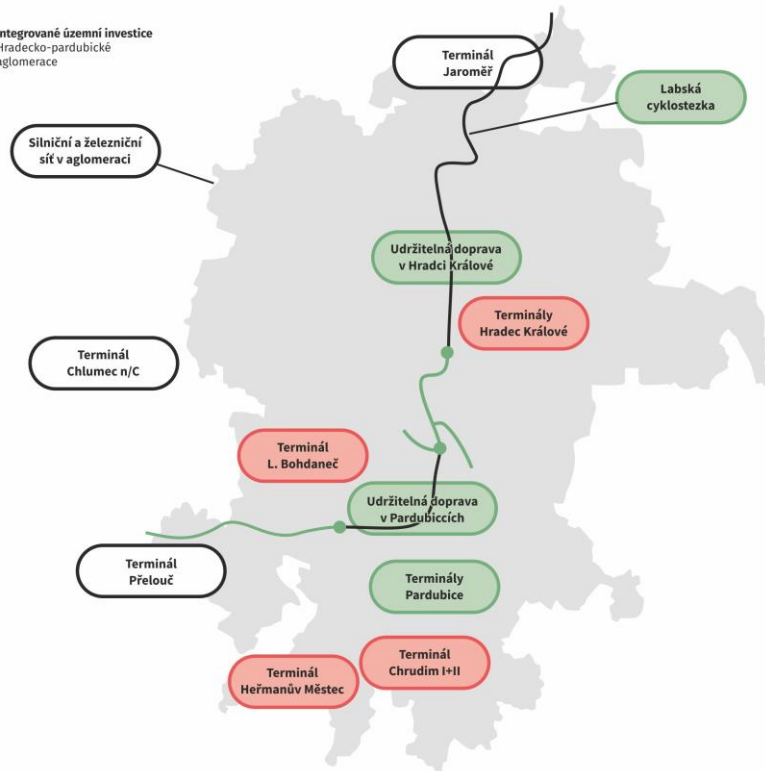 ntegrované územní investice
Hradecko-pardubické
aglomerace
Terminál
Jaroměř
Labská
cyklostezka
Silniční a železniční
síť v aglomeraci
Udržitelná doprava
v Hradci Králové
Terminály
Hradec Králové
Terminál
Chlumec n/C
Terminál
L. Bohdaneč
Udržitelná doprava
v Pardubiccích
Terminál
Přelouč
Terminály
Pardubice
Terminál
Chrudim I+II
Terminál
Heřmanův Městec